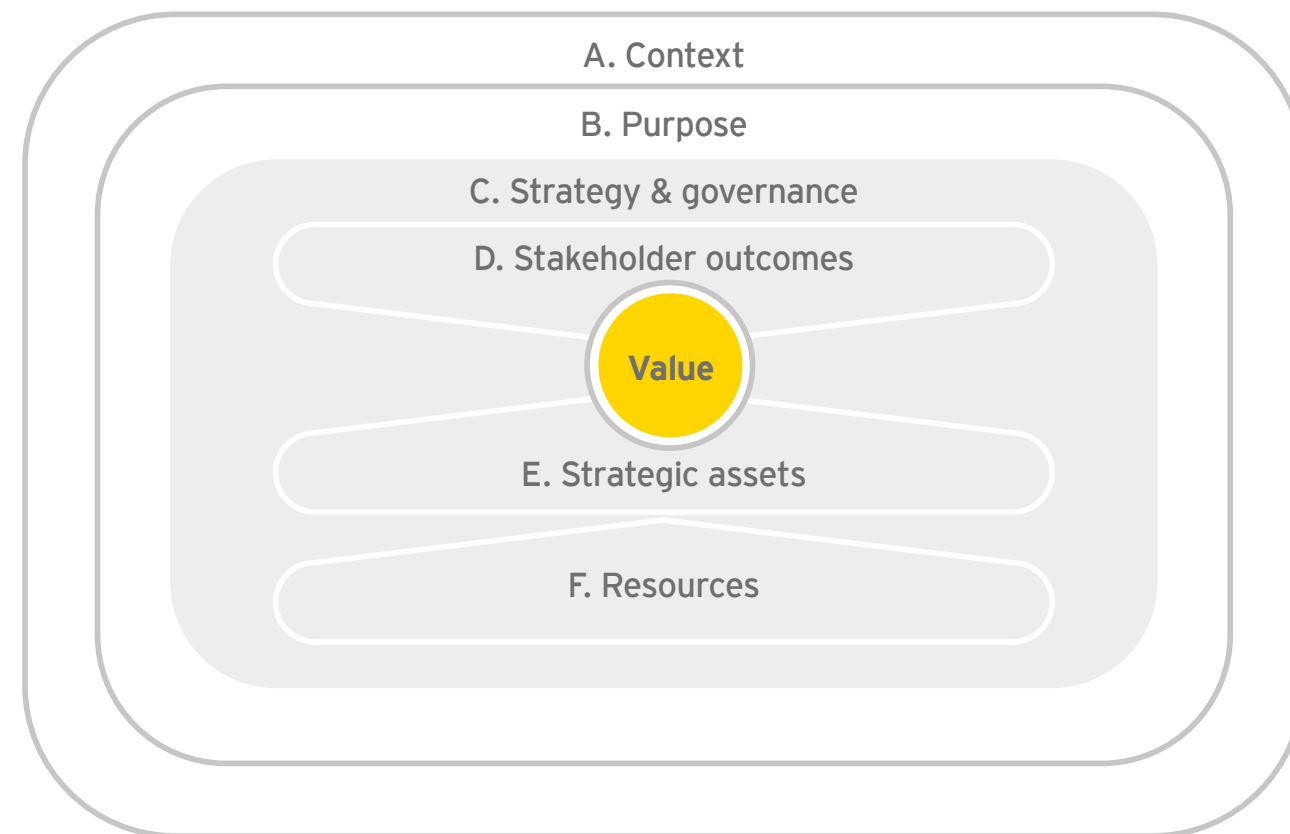 A. Context
B. Purpose
C. Strategy & governance
D. Stakeholder outcomes
Value
E. Strategic assets
F. Resources